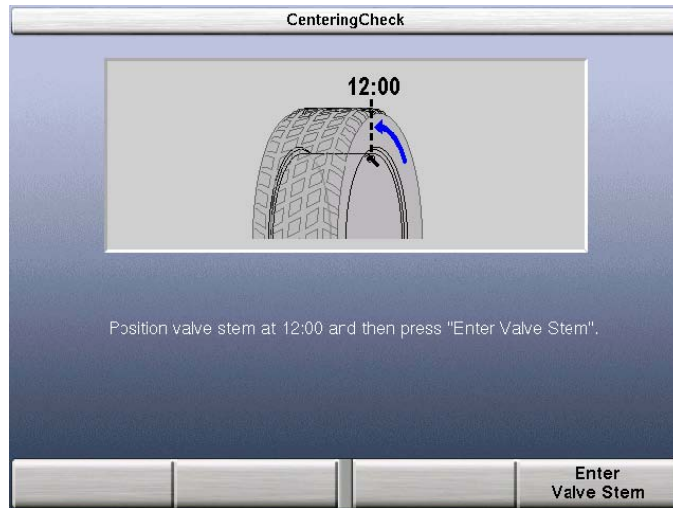 CenteringCheck
12:00
Position valve stem at 12:00 and then press "Enter Valve Stem".
Enter
Valve Stem